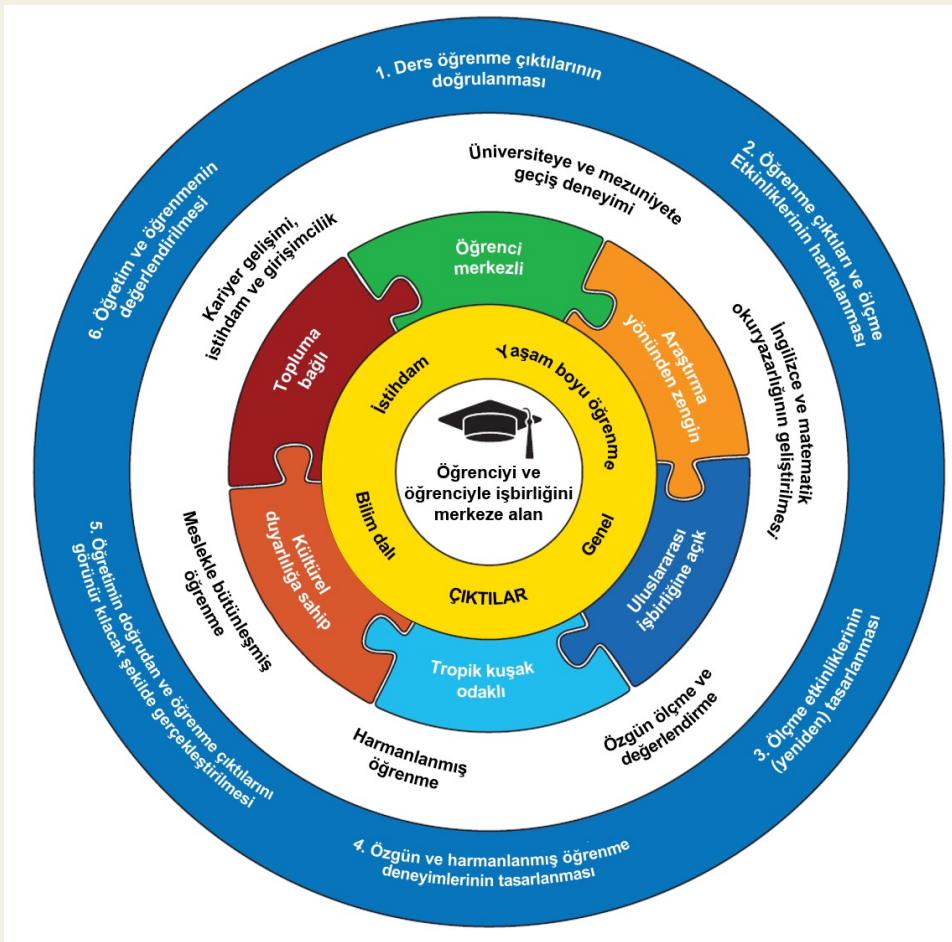 1. Ders öğrenme çıktılarının
doğrulanması
2. Öğrenme çıktıları ve ölçme
Etkinliklerinin haritalanması
3. Ölçme etkinliklerinin
(yeniden) tasarlanması
4. Özgün ve harmanlanmış öğrenme
deneyimlerinin tasarlanması
5. Öğretimin doğrudan ve öğrenme çıktılarını
görünür kılacak şekilde gerçekleştirilmesi
6. Öğretim ve öğrenmenin
değerlendirilmesi
Üniversiteye ve mezuniyete
geçiş deneyimi
İngilizce ve matematik
okuryazarlığının geliştirilmesi
Özgün ölçme ve
değerlendirme
Harmanlanmış
öğrenme
Meslekle bütünleşmiş
öğrenme
Kariyer gelişimi,
istihdam ve girişimcilik
Öğrenci
merkezli
Araştırma
yönünden zengin
Uluslararası
işbirliğine açık
Tropik kuşak
odaklı
Kültürel
duyarlılığa sahip
Topluma
bağlı
İstihdam
Yaşam boyu öğrenme
Genel
ÇIKTILAR
Bilim dalı
Öğrenciyi ve
öğrenciyle işbirliğini
merkeze alan